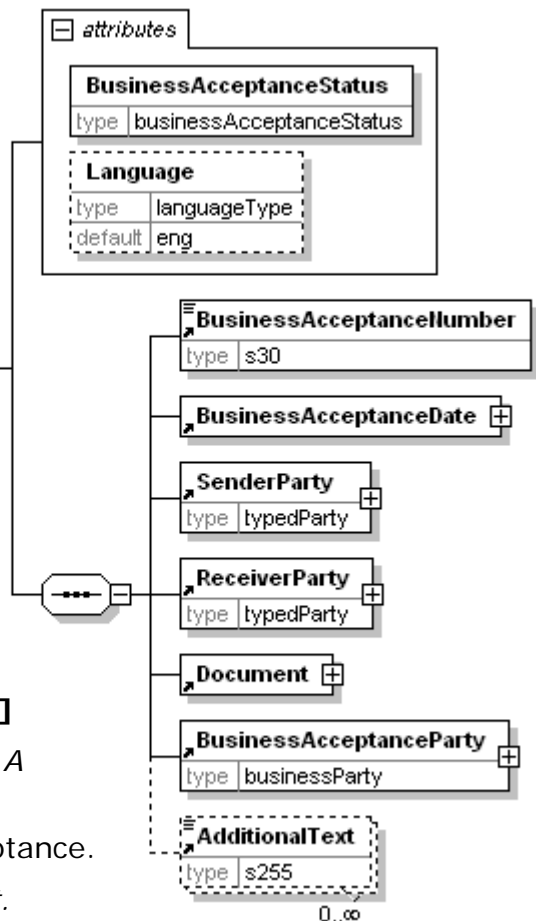 attributes
BusinessAcceptanceStatus
type businessAcceptanceStatus
Language
type languageType
default eng
BusinessAcceptanceNumber
type s30
BusinessAcceptanceDate
SenderParty
type typedParty
ReceiverParty
type typedParty
Document
]
BusinessAcceptanceParty
A
type businessParty
AdditionalText
ptance.
type s255
t.
0..∞